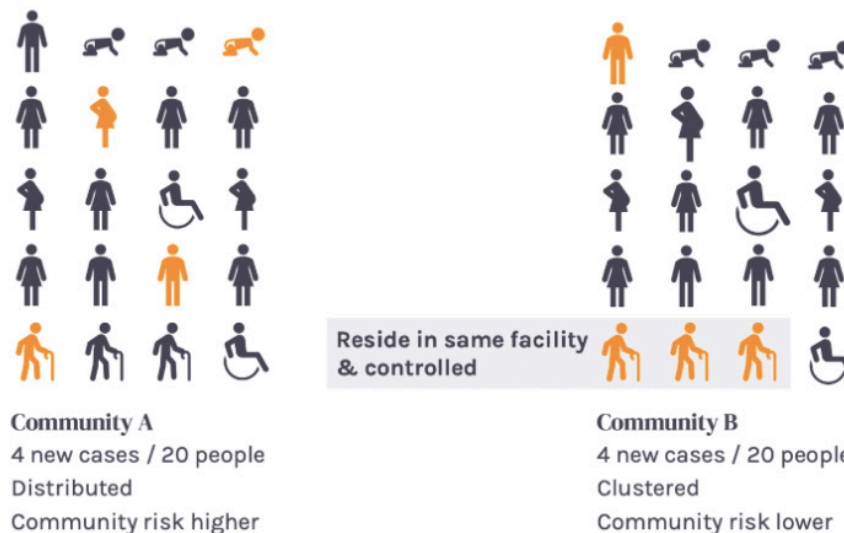 Reside in same facility
& controlled
Community A
4 new cases / 20 people
Distributed
Community risk higher
Community B
4 new cases / 20 people
Clustered
Community risk lower